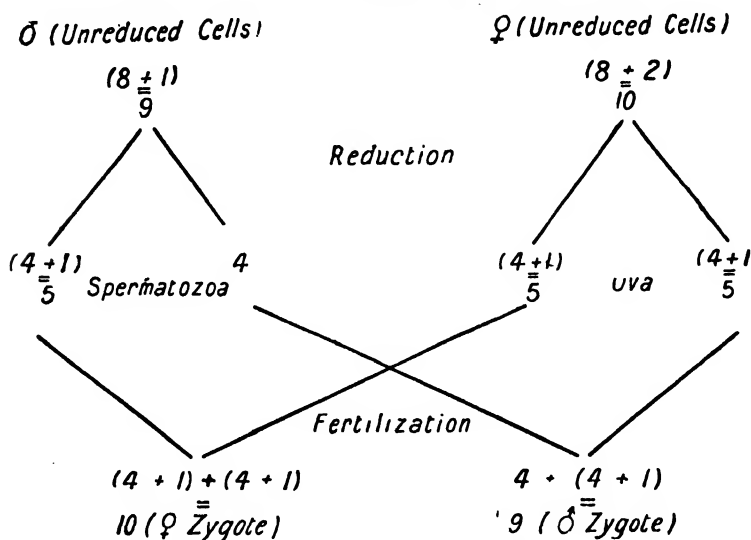 ♂ (Unreduced Cells)
♀ (Unreduced Cells)
(8 + 1)
=
9
(8 + 2)
=
10
Reduction
(4 + 1)
=
5
4
(4 + 1)
=
5
(4 + 1
=
5
Spermatozoa
uva
Fertilization
(4 + 1) + (4 + 1)
=
10 (♀ Zygote)
4 + (4 + 1)
=
9 (♂ Zygote)